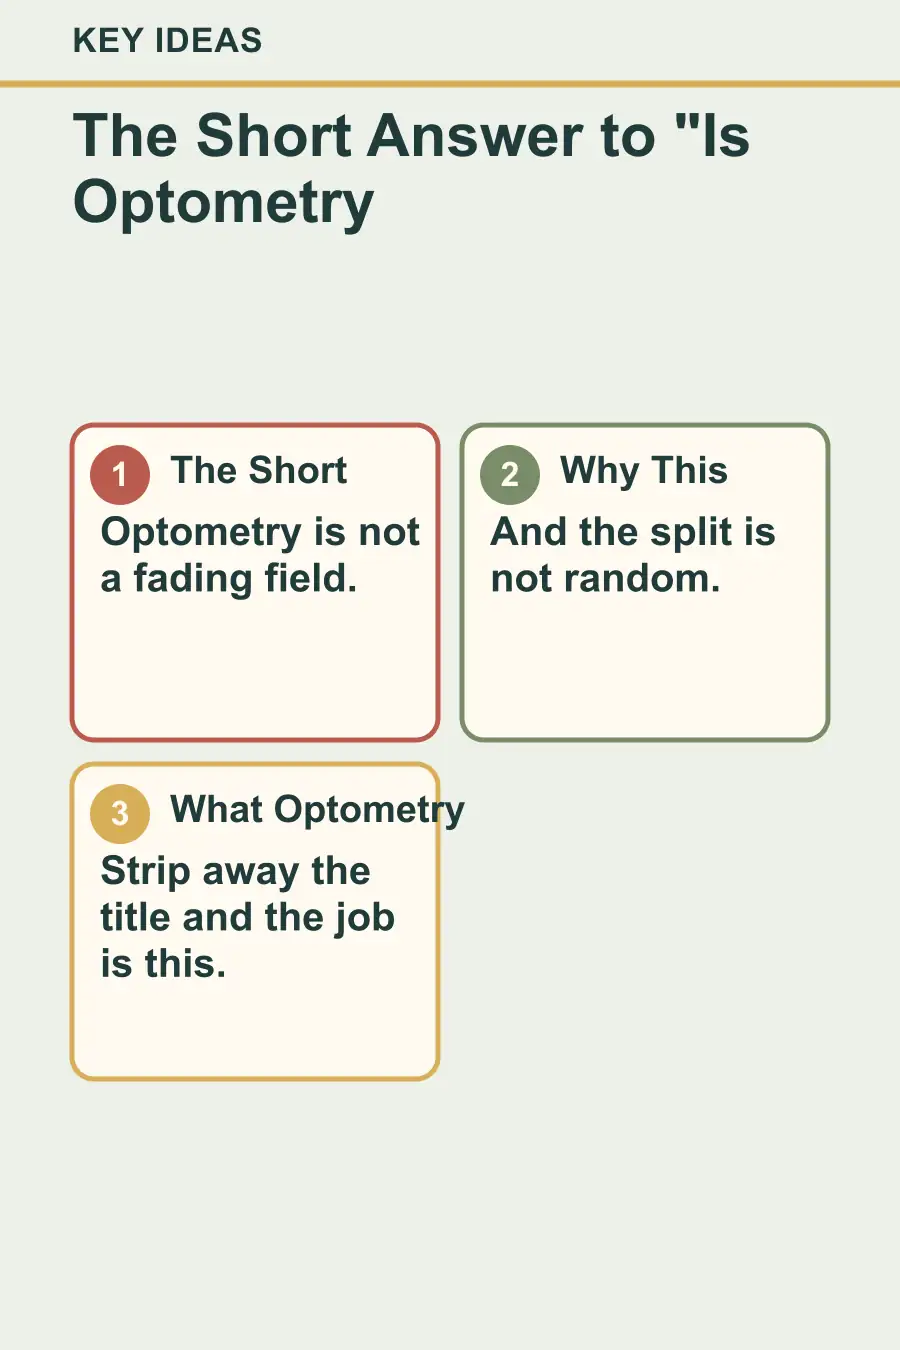 KEY IDEAS
The Short Answer to "Is
Optometry
1 The Short
Optometry is not
a fading field.
2 Why This
And the split is
not random.
3 What Optometry
Strip away the
title and the job
is this.